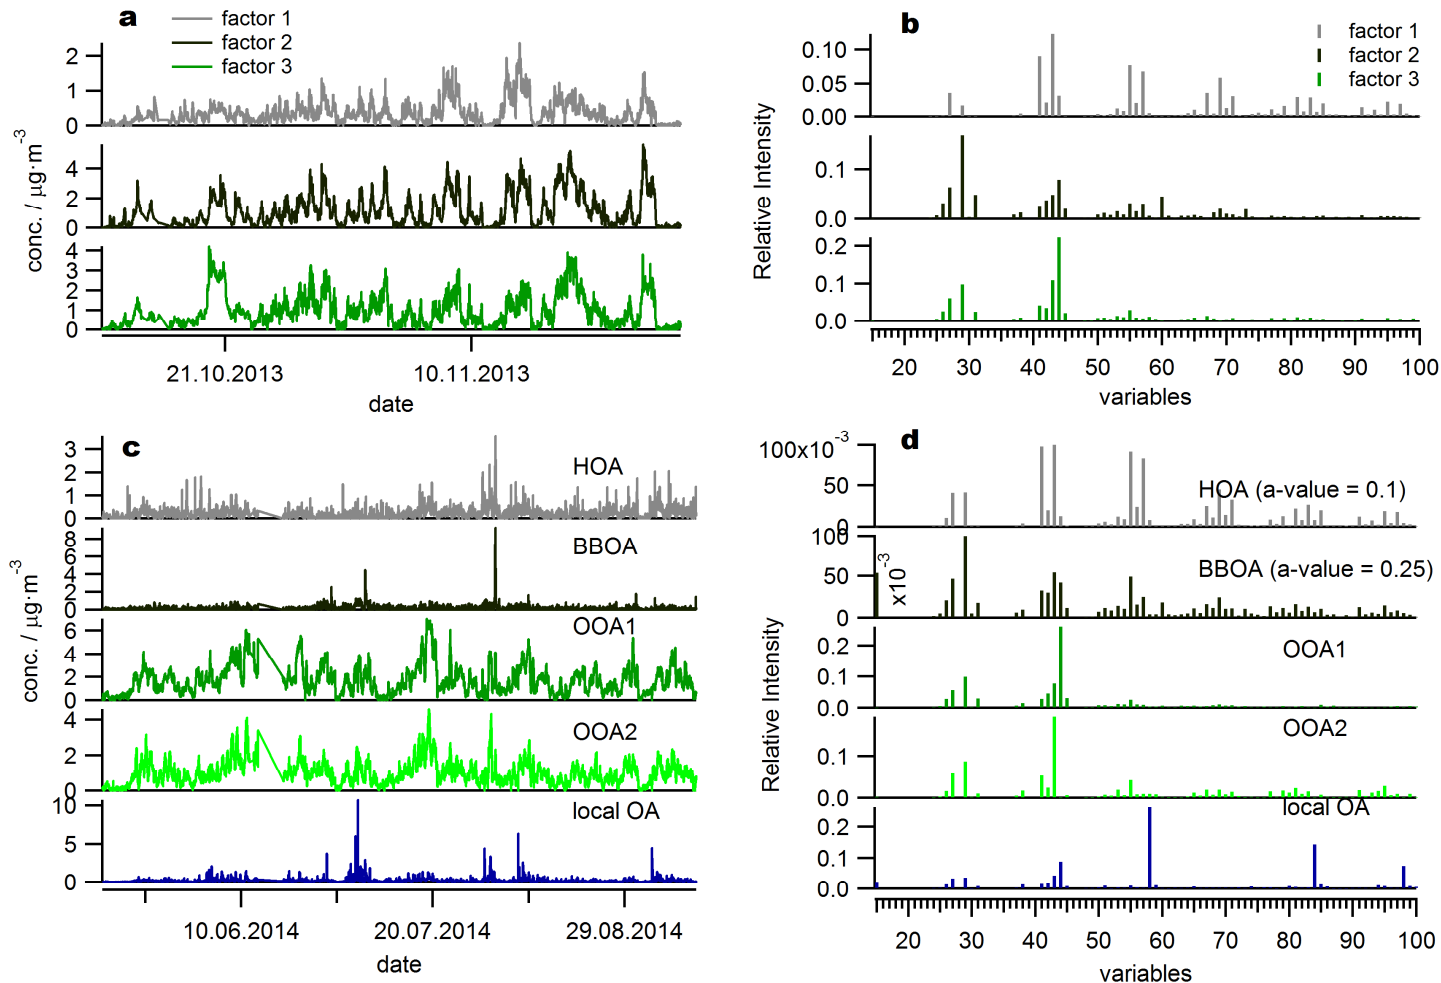 a
factor 1
factor 2
factor 3
2
1
0
4
2
0
4
3
2
1
0
conc. / µg·m-3
21.10.2013
10.11.2013
date
b
factor 1
factor 2
factor 3
0.10
0.05
0.00
0.1
0.0
0.2
0.1
0.0
Relative Intensity
20
30
40
50
60
70
80
90
100
variables
c
HOA
3
2
1
0
BBOA
8
6
4
2
0
OOA1
6
4
2
0
OOA2
4
2
0
local OA
10
5
0
conc. / µg·m-3
10.06.2014
20.07.2014
29.08.2014
date
d
100x10-3
50
0
HOA (a-value = 0.1)
100
50
0
x10-3
BBOA (a-value = 0.25)
0.2
0.1
0.0
OOA1
0.1
0.0
OOA2
0.2
0.1
0.0
local OA
Relative Intensity
20
30
40
50
60
70
80
90
100
variables